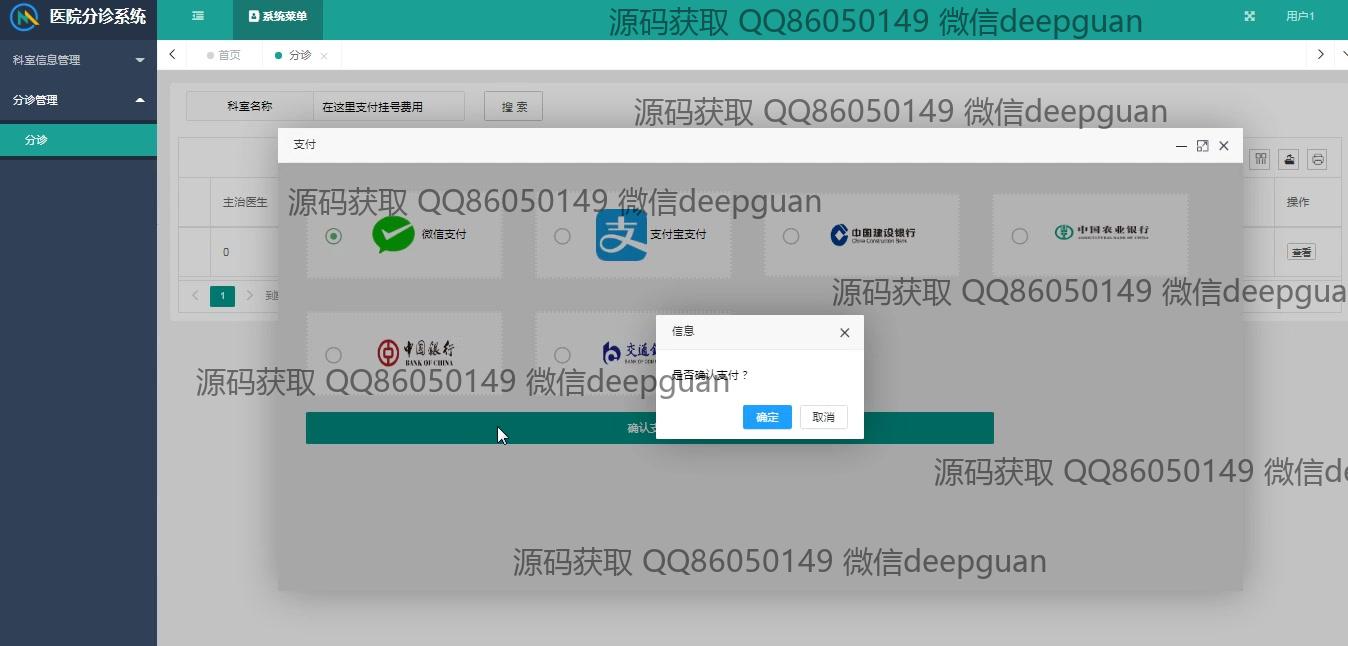 医院分诊系统
系统菜单
源码获取 QQ86050149 微信deepguan
用户1
科室信息管理
首页
分诊
分诊管理
科室名称
在这里支付挂号费用
搜 索
源码获取 QQ86050149 微信deepguan
分诊
支付
主治医生
操作
源码获取 QQ86050149 微信deepguan
微信支付
支付宝支付
中国建设银行
China Construction Bank
中国农业银行
AGRICULTURAL BANK OF CHINA
0
查看
1
到
源码获取 QQ86050149 微信deepgua
信息
中国银行
BANK OF CHINA
交通
BANK OF COM
是否确认支付？
源码获取 QQ86050149 微信deepguan
确定
取消
确认支
源码获取 QQ86050149 微信de
源码获取 QQ86050149 微信deepguan